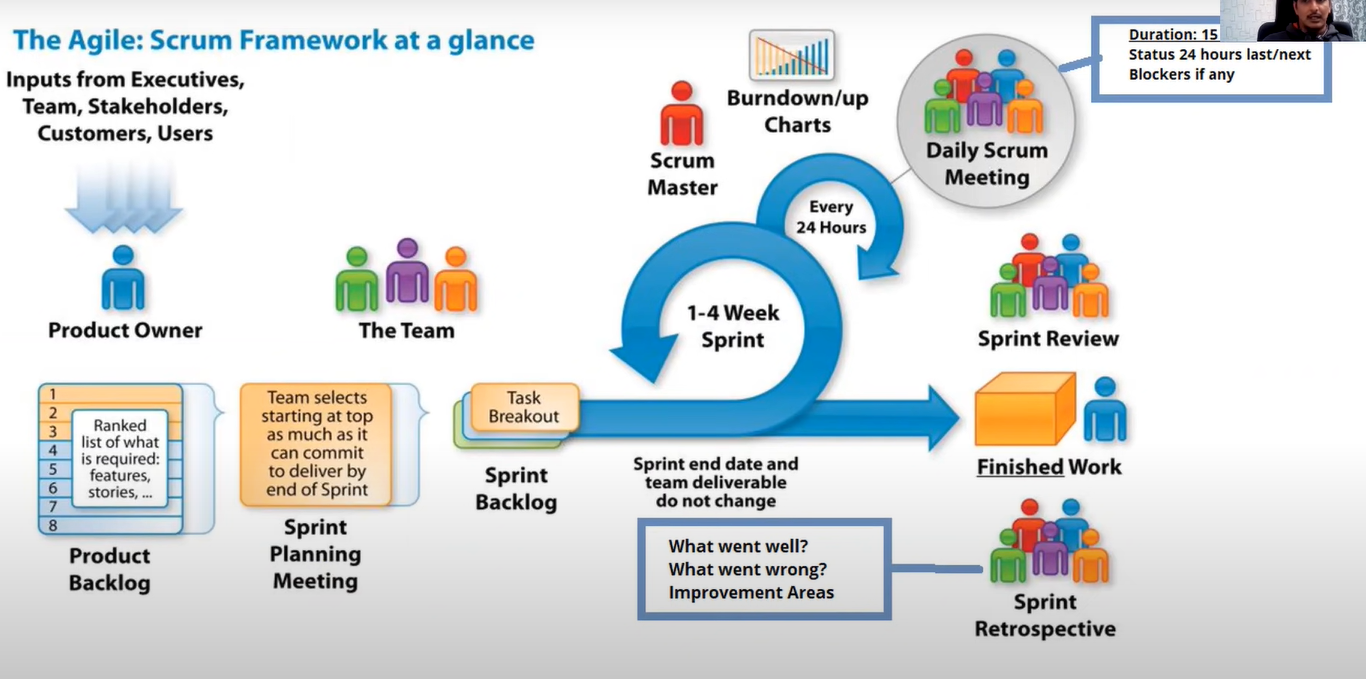 The Agile: Scrum Framework at a glance
Inputs from Executives,
Team, Stakeholders,
Customers, Users
Product Owner
The Team
1
2
3
4
5
6
7
8
Ranked
list of what
is required:
features,
stories, ...
Product
Backlog
Team selects
starting at top
as much as it
can commit
to deliver by
end of Sprint
Sprint
Planning
Meeting
Task
Breakout
Sprint
Backlog
Scrum
Master
Burndown/up
Charts
Every
24 Hours
1-4 Week
Sprint
Sprint end date and
team deliverable
do not change
Daily Scrum
Meeting
Duration: 15
Status 24 hours last/next
Blockers if any
Sprint Review
Finished Work
What went well?
What went wrong?
Improvement Areas
Sprint
Retrospective